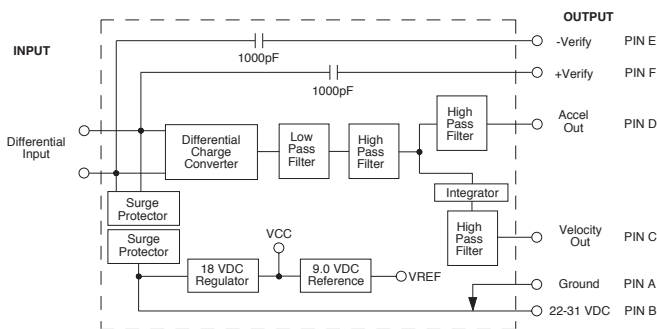 INPUT
OUTPUT
1000pF
-Verify PIN E
1000pF
+Verify PIN F
Differential
Input
Differential
Charge
Converter
Low
Pass
Filter
High
Pass
Filter
High
Pass
Filter
Accel
Out
PIN D
Integrator
Surge
Protector
High
Pass
Filter
Velocity
Out
PIN C
Surge
Protector
VCC
18 VDC
Regulator
9.0 VDC
Reference
VREF
Ground PIN A
22-31 VDC PIN B